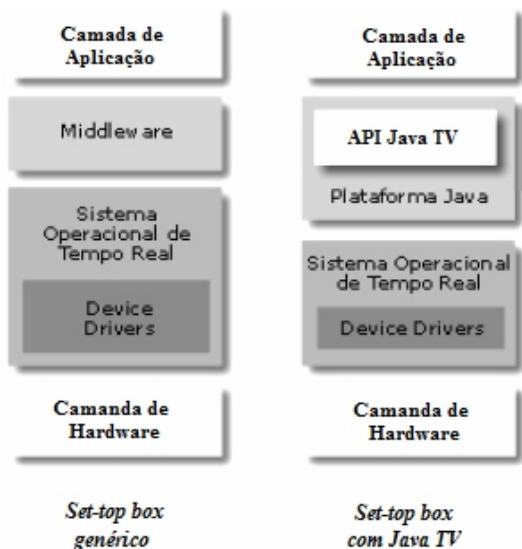 Camada de
Aplicação
Middleware
Sistema
Operacional de
Tempo Real
Device
Drivers
Camanda de
Hardware
Set-top box
genérico
Camada de
Aplicação
API Java TV
Plataforma Java
Sistema Operacional
de Tempo Real
Device Drivers
Camanda de
Hardware
Set-top box
com Java TV